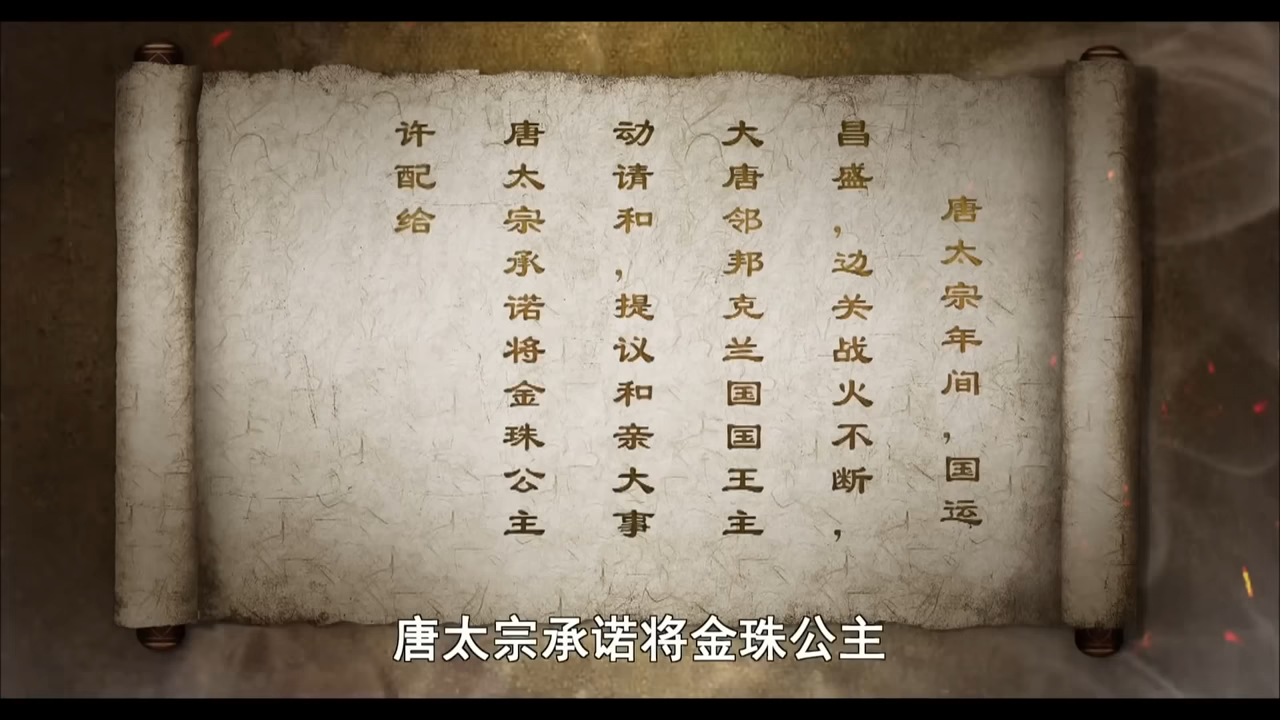 唐太宗年间，国运
昌盛，边关战火不断，
大唐邻邦克兰国国王主
动请和，提议和亲大事
唐太宗承诺将金珠公主
许配给
唐太宗承诺将金珠公主